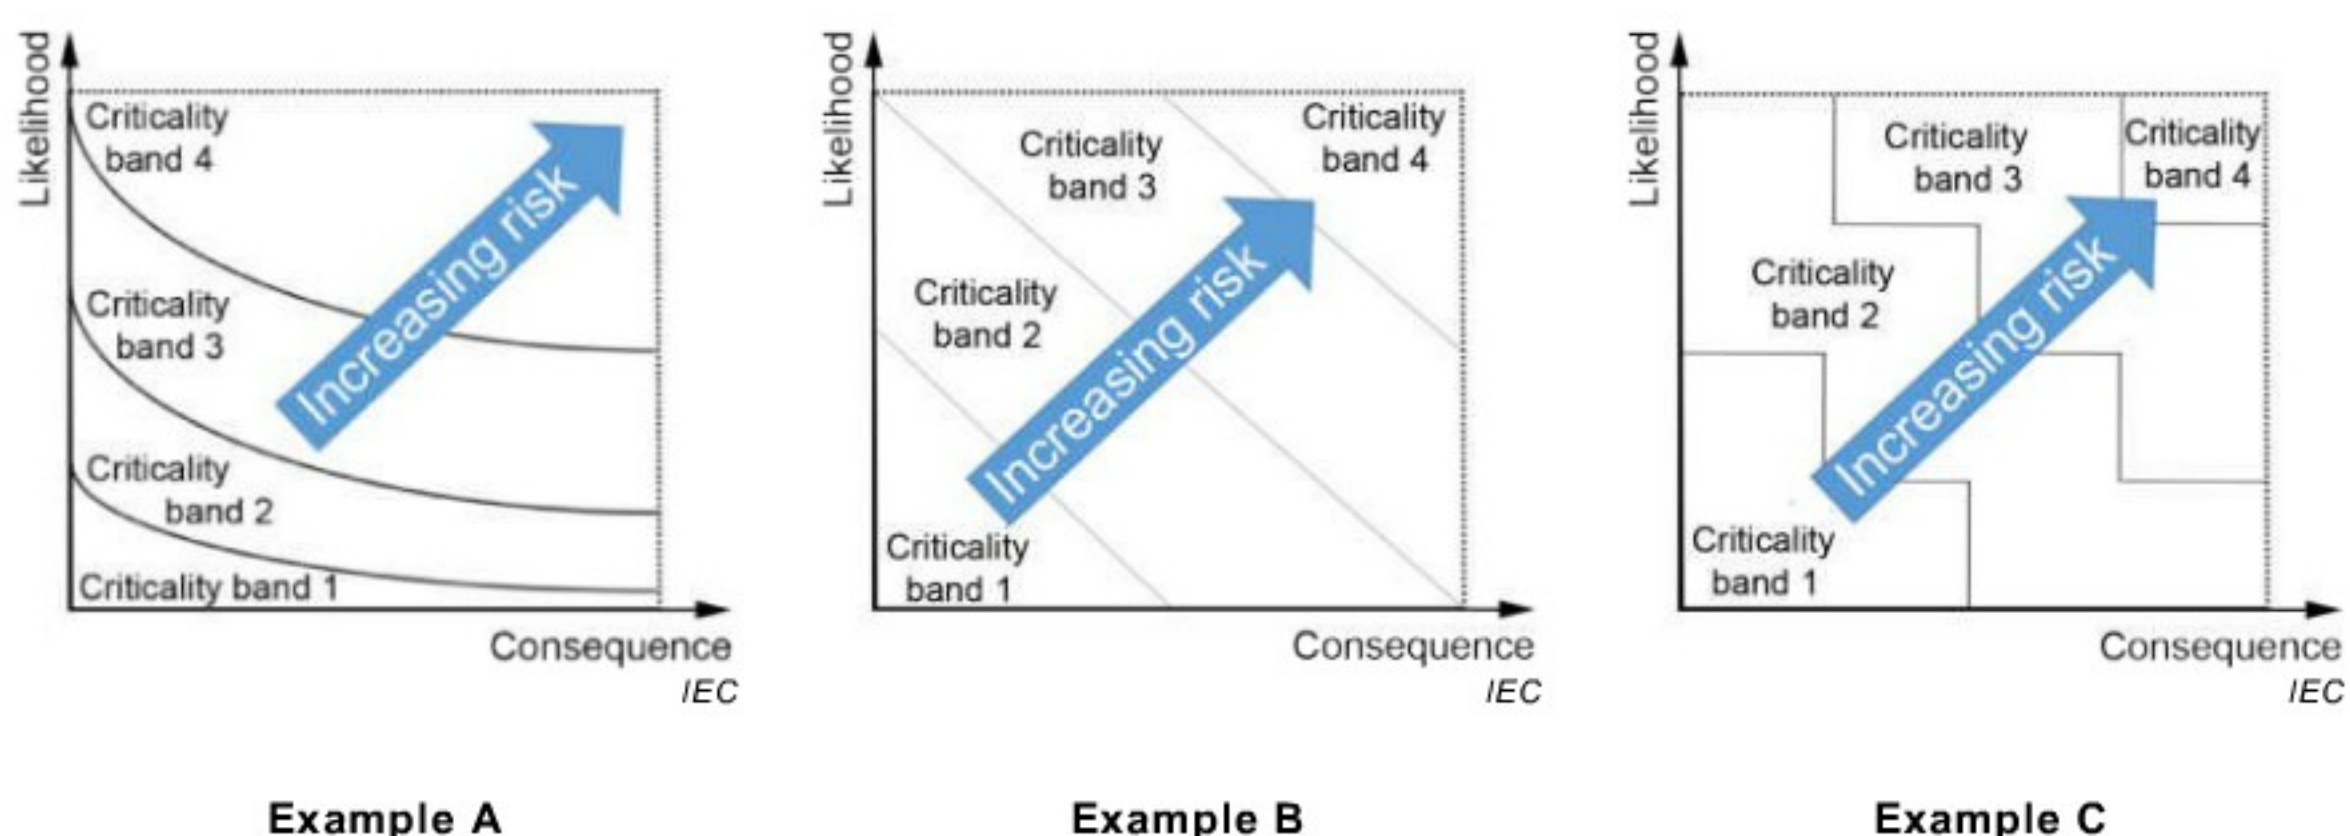 Likelihood
Criticality
band 4
Criticality
band 3
Criticality
band 2
Criticality band 1
Increasing risk
Consequence
IEC
Example A
Likelihood
Criticality
band 4
Criticality
band 3
Criticality
band 2
Criticality
band 1
Increasing risk
Consequence
IEC
Example B
Likelihood
Criticality
band 3
Criticality
band 4
Criticality
band 2
Criticality
band 1
Increasing risk
Consequence
IEC
Example C